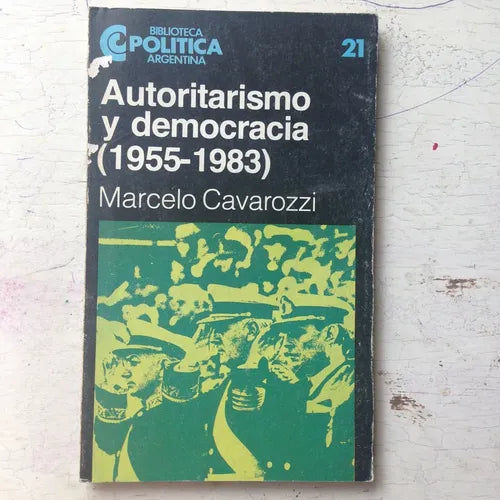 BIBLIOTECA
POLITICA
ARGENTINA
21
Autoritarismo
y democracia
(1955-1983)
Marcelo Cavarozzi